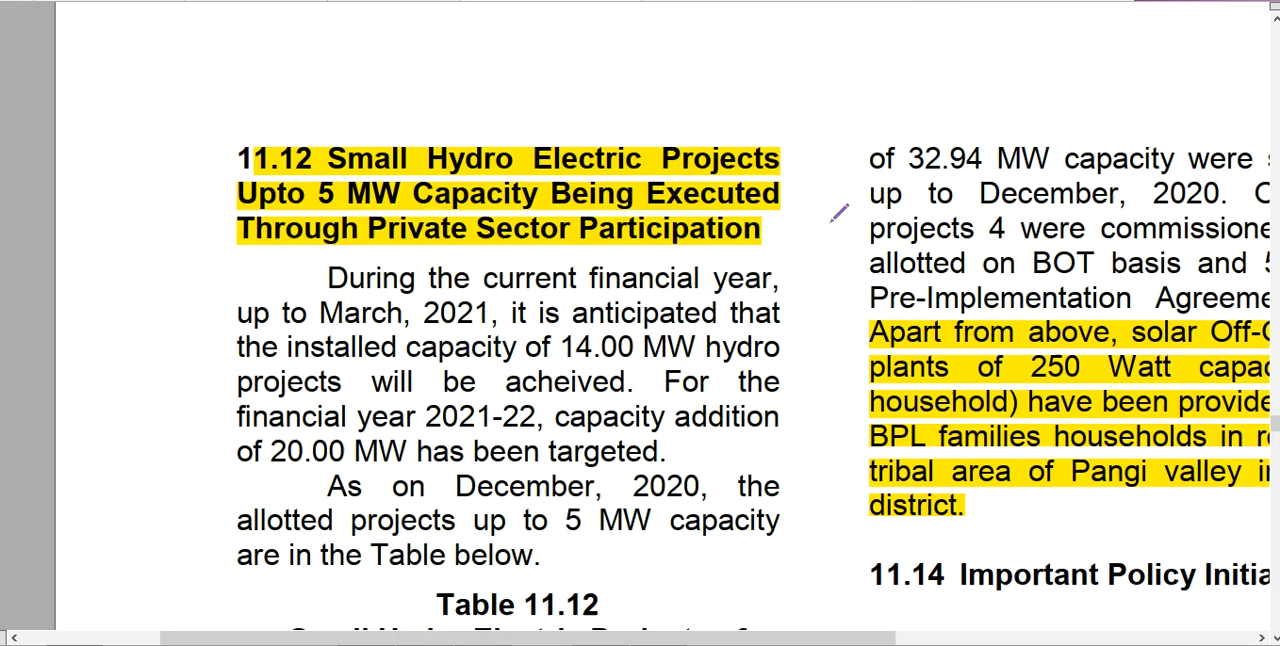 11.12 Small Hydro Electric Projects
Upto 5 MW Capacity Being Executed
Through Private Sector Participation
During the current financial year,
up to March, 2021, it is anticipated that
the installed capacity of 14.00 MW hydro
projects will be acheived. For the
financial year 2021-22, capacity addition
of 20.00 MW has been targeted.
As on December, 2020, the
allotted projects up to 5 MW capacity
are in the Table below.
Table 11.12
of 32.94 MW capacity were
up to December, 2020.
projects 4 were commissione
allotted on BOT basis and
Pre-Implementation Agreeme
Apart from above, solar Off-
plants of 250 Watt capac
household) have been provide
BPL families households in
tribal area of Pangi valley
district.
11.14 Important Policy Initia